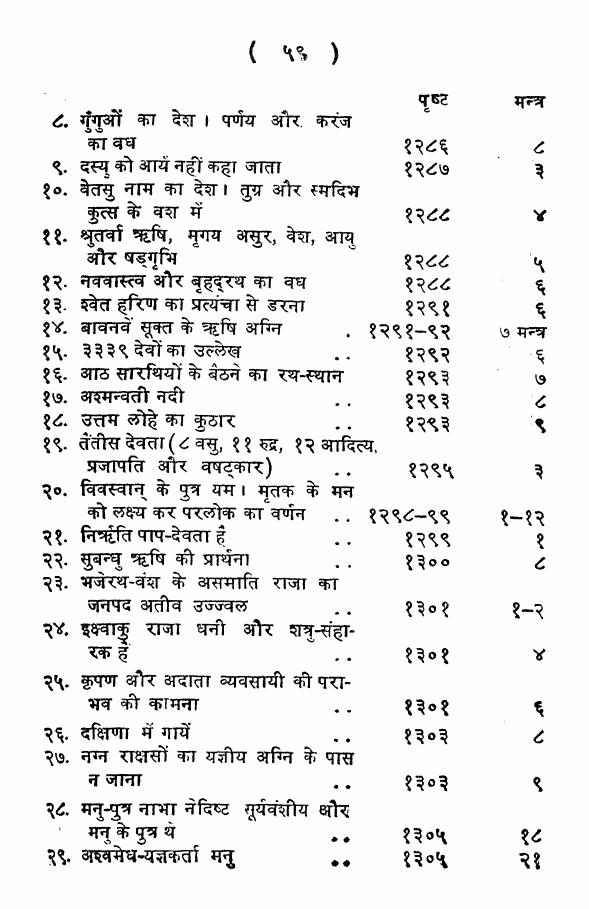 ( ५९ )
पृष्ट मन्त्र
८. गुँगुओं का देश। पर्णय और करंज
का वध १२८६ ८
९. दस्यु को आर्य नहीं कहा जाता १२८७ ३
१०. वेतसु नाम का देश। तुग्र और स्मदिभ
कुत्स के वश में १२८८ ४
११. श्रुतर्वा ऋषि, मृगय असुर, वेश, आयु
और षड्गृभि १२८८ ५
१२. नववास्त्व और बृहद्रथ का वध १२८८ ६
१३. श्वेत हरिण का प्रत्यंचा से डरना १२९१ ६
१४. बावनवें सूक्त के ऋषि अग्नि . १२९१-९२ ७ मन्त्र
१५. ३३३९ देवों का उल्लेख .. १२९२ ६
१६. आठ सारथियों के बैठने का रथ-स्थान १२९३ ७
१७. अश्मन्वती नदी .. १२९३ ८
१८. उत्तम लोहे का कुठार .. १२९३ ९
१९. तैंतीस देवता (८ वसु, ११ रुद्र, १२ आदित्य,
प्रजापति और वषट्कार) .. १२९५ ३
२०. विवस्वान् के पुत्र यम। मृतक के मन
को लक्ष्य कर परलोक का वर्णन .. १२९८-९९ १-१२
२१. निर्ऋति पाप-देवता है .. १२९९ १
२२. सुबन्धु ऋषि की प्रार्थना .. १३०० ८
२३. भजेरथ-वंश के असमाति राजा का
जनपद अतीव उज्ज्वल .. १३०१ १-२
२४. इक्ष्वाकु राजा धनी और शत्रु-संहा-
रक हैं .. १३०१ ४
२५. कृपण और अदाता व्यवसायी की परा-
भव की कामना .. १३०१ ६
२६. दक्षिणा में गायें .. १३०३ ८
२७. नग्न राक्षसों का यज्ञीय अग्नि के पास
न जाना .. १३०३ ९
२८. मनु-पुत्र नाभा नेदिष्ट सूर्यवंशीय और
मनु के पुत्र थे .. १३०५ १८
२९. अश्वमेध-यज्ञकर्ता मनु .. १३०५ २१